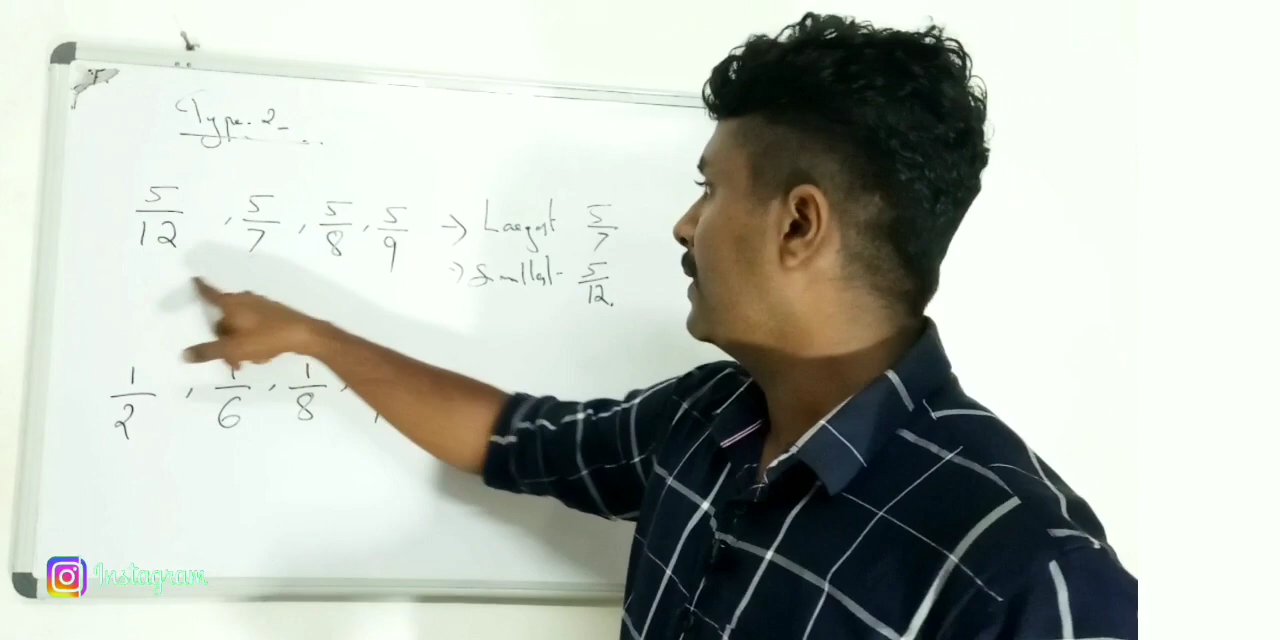 Type. 2-
5/12 , 5/7 , 5/8 , 5/9 → Largest 5/7
→ Smallest - 5/12.
1/2 , 1/6 , 1/8 ,
Instagram